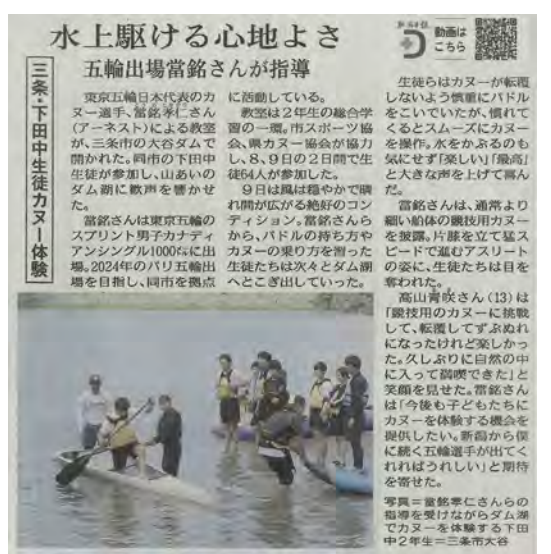 水上駆ける心地よさ
五輪出場當銘さんが指導
三条・下田中生徒カヌー体験
動画は
こちら
東京五輪日本代表のカ
ヌー選手、當銘孝仁さん
(アーネスト)による教室
が、三条市の大谷ダムで
開かれた。同市の下田中
生徒が参加し、山あいの
ダム湖に歓声を響かせ
た。
當銘さんは東京五輪の
スプリント男子カナディ
アンシングル1000㍍に出
場。2024年のパリ五輪出
場を目指し、同市を拠点
に活動している。
教室は2年生の総合学
習の一環。市スポーツ協
会、県カヌー協会が協力
し、8、9日の2日間で生
徒64人が参加した。
9日は風は穏やかで晴
れ間が広がる絶好のコン
ディション。當銘さんら
から、パドルの持ち方や
カヌーの乗り方を習った
生徒たちは次々とダム湖
へとこぎ出していった。
生徒らはカヌーが転覆
しないよう慎重にパドル
をこいでいたが、慣れて
くるとスムーズにカヌー
を操作。水をかぶるのも
気にせず「楽しい」「最高」
と大きな声を上げて喜ん
だ。
當銘さんは、通常より
細い船体の競技用カヌー
を披露。片膝を立て猛ス
ピードで進むアスリート
の姿に、生徒たちは目を
奪われた。
高山青咲さん(13)は
「競技用のカヌーに挑戦
して、転覆してずぶぬれ
になったけれど楽しかっ
た。久しぶりに自然の中
に入って満喫できた」と
笑顔を見せた。當銘さん
は「今後も子どもたちに
カヌーを体験する機会を
提供したい。新潟から僕
に続く五輪選手が出てく
れればうれしい」と期待
を寄せた。
写真=當銘孝仁さんらの
指導を受けながらダム湖
でカヌーを体験する下田
中2年生=三条市大谷